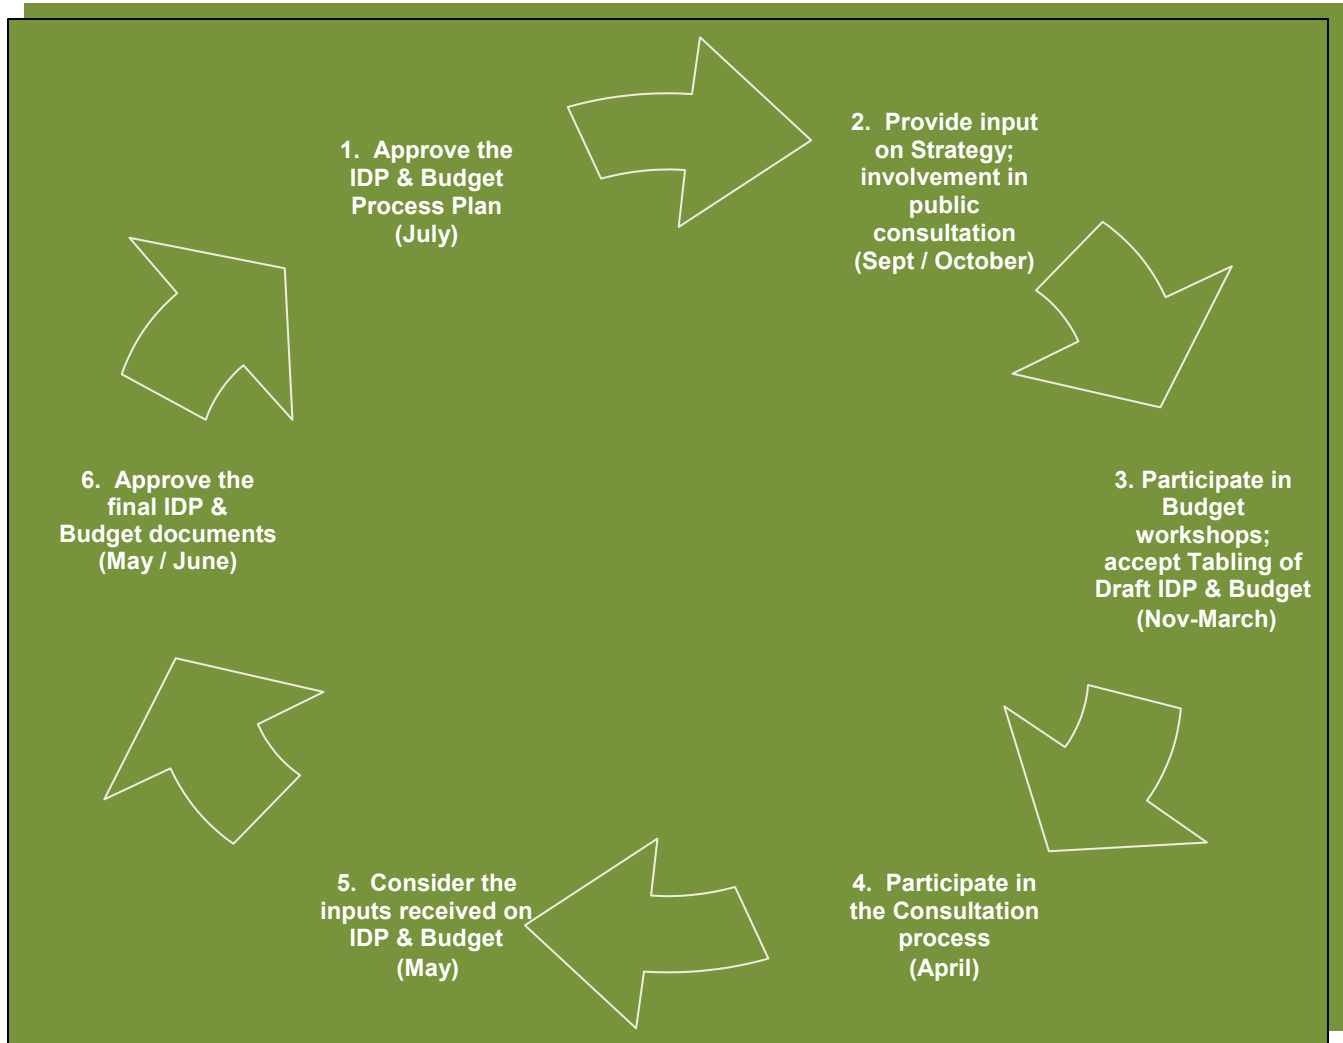 1. Approve the
IDP & Budget
Process Plan
(July)
2. Provide input
on Strategy;
involvement in
public
consultation
(Sept / October)
3. Participate in
Budget
workshops;
accept Tabling of
Draft IDP & Budget
(Nov-March)
4. Participate in
the Consultation
process
(April)
5. Consider the
inputs received on
IDP & Budget
(May)
6. Approve the
final IDP &
Budget documents
(May / June)